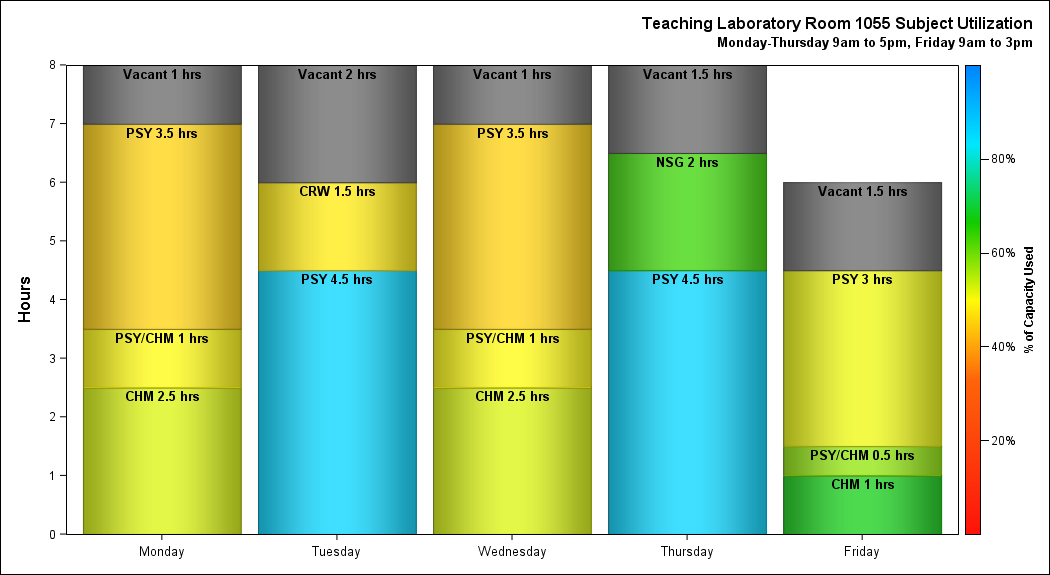 Teaching Laboratory Room 1055 Subject Utilization
Monday-Thursday 9am to 5pm, Friday 9am to 3pm
8
7
6
5
4
3
2
1
0
Hours
Vacant 1 hrs
PSY 3.5 hrs
PSY/CHM 1 hrs
CHM 2.5 hrs
Vacant 2 hrs
CRW 1.5 hrs
PSY 4.5 hrs
Vacant 1 hrs
PSY 3.5 hrs
PSY/CHM 1 hrs
CHM 2.5 hrs
Vacant 1.5 hrs
NSG 2 hrs
PSY 4.5 hrs
Vacant 1.5 hrs
PSY 3 hrs
PSY/CHM 0.5 hrs
CHM 1 hrs
Monday
Tuesday
Wednesday
Thursday
Friday
80%
60%
40%
20%
% of Capacity Used